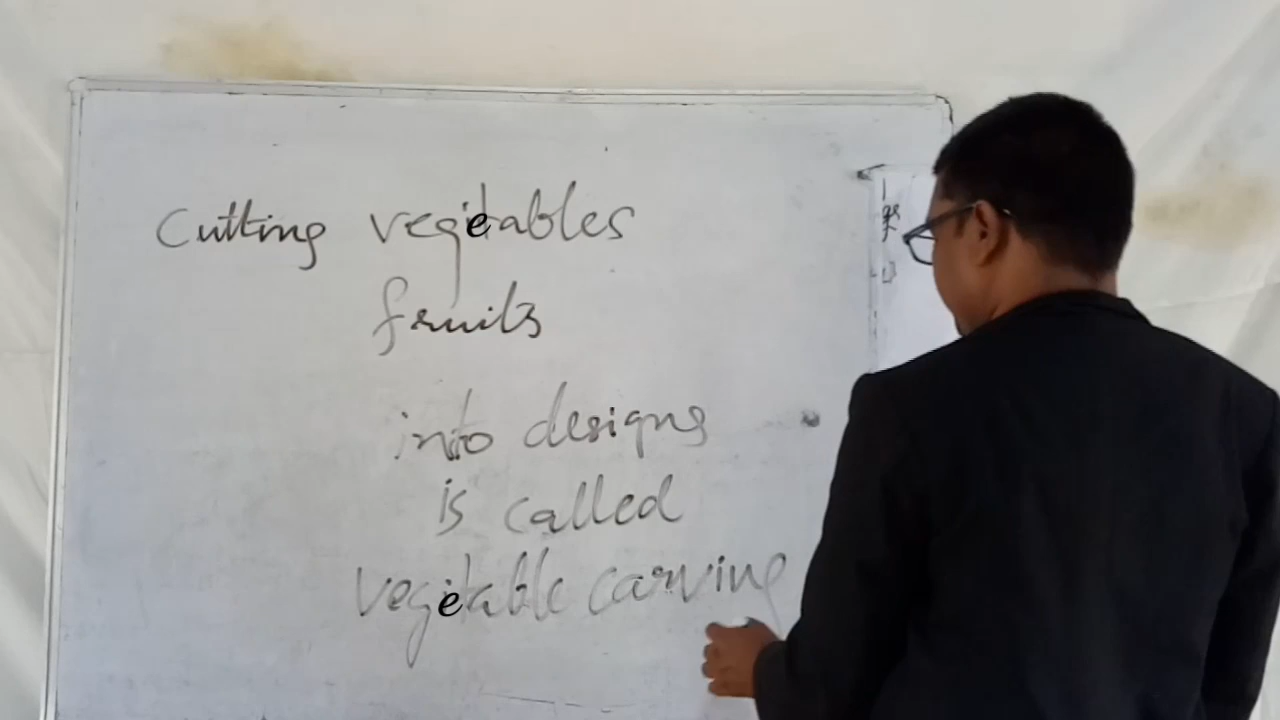 Cutting vegetables
fruits
into designs
is called
vegetable carving